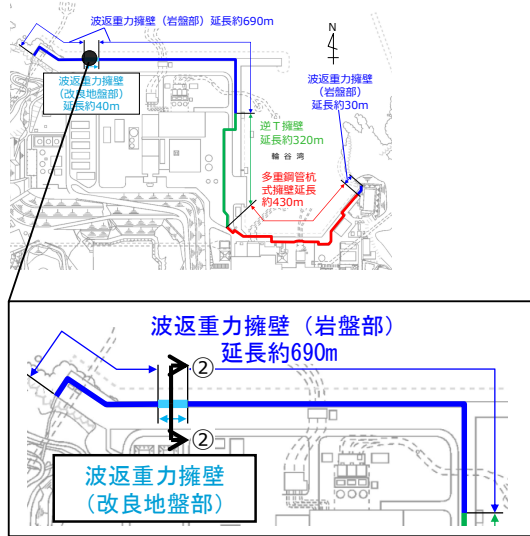 波返重力擁壁（岩盤部）延長約690m
N
波返重力擁壁
（改良地盤部）
延長約40m
波返重力擁壁
（岩盤部）
延長約30m
逆Ｔ擁壁
延長約320m
輪谷湾
多重鋼管杭
式擁壁延長
約430m
波返重力擁壁（岩盤部）
延長約690m
②
②
波返重力擁壁
（改良地盤部）